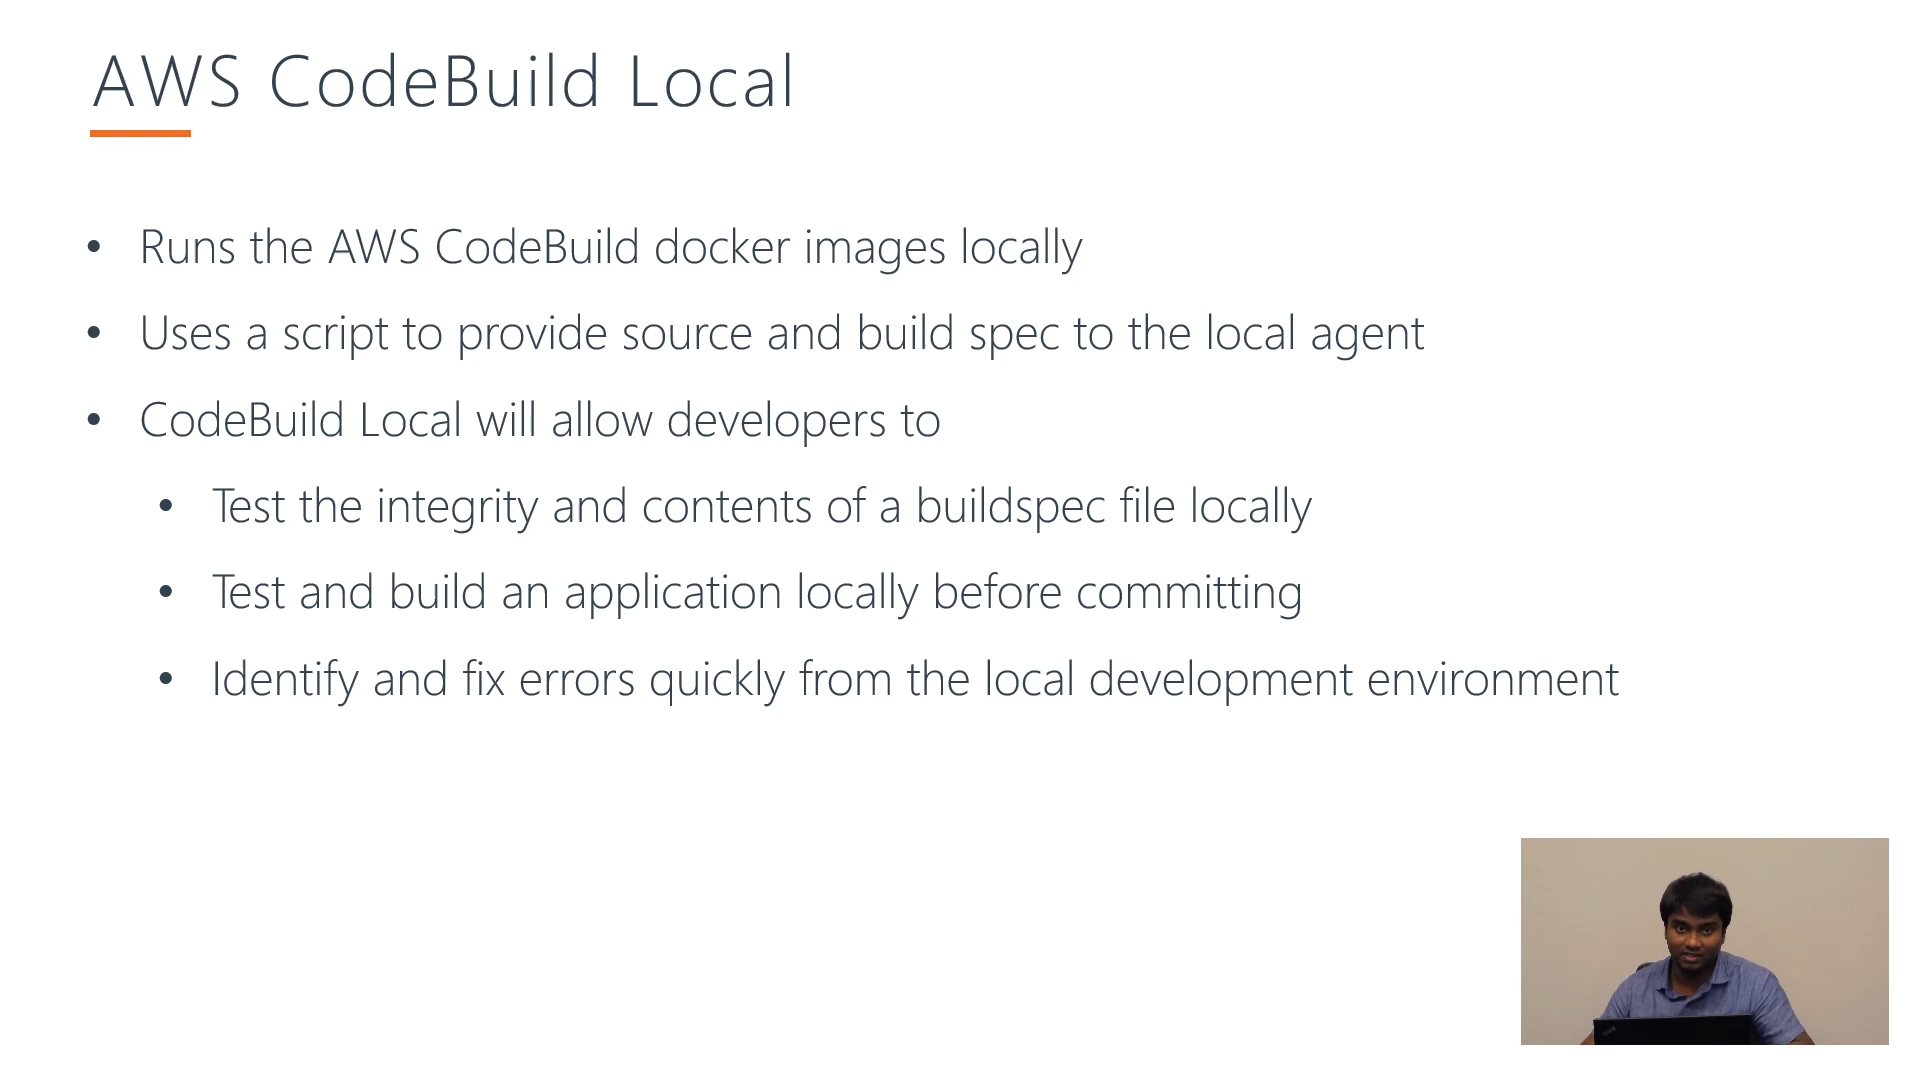 AWS CodeBuild Local
• Runs the AWS CodeBuild docker images locally
• Uses a script to provide source and build spec to the local agent
• CodeBuild Local will allow developers to
• Test the integrity and contents of a buildspec file locally
• Test and build an application locally before committing
• Identify and fix errors quickly from the local development environment